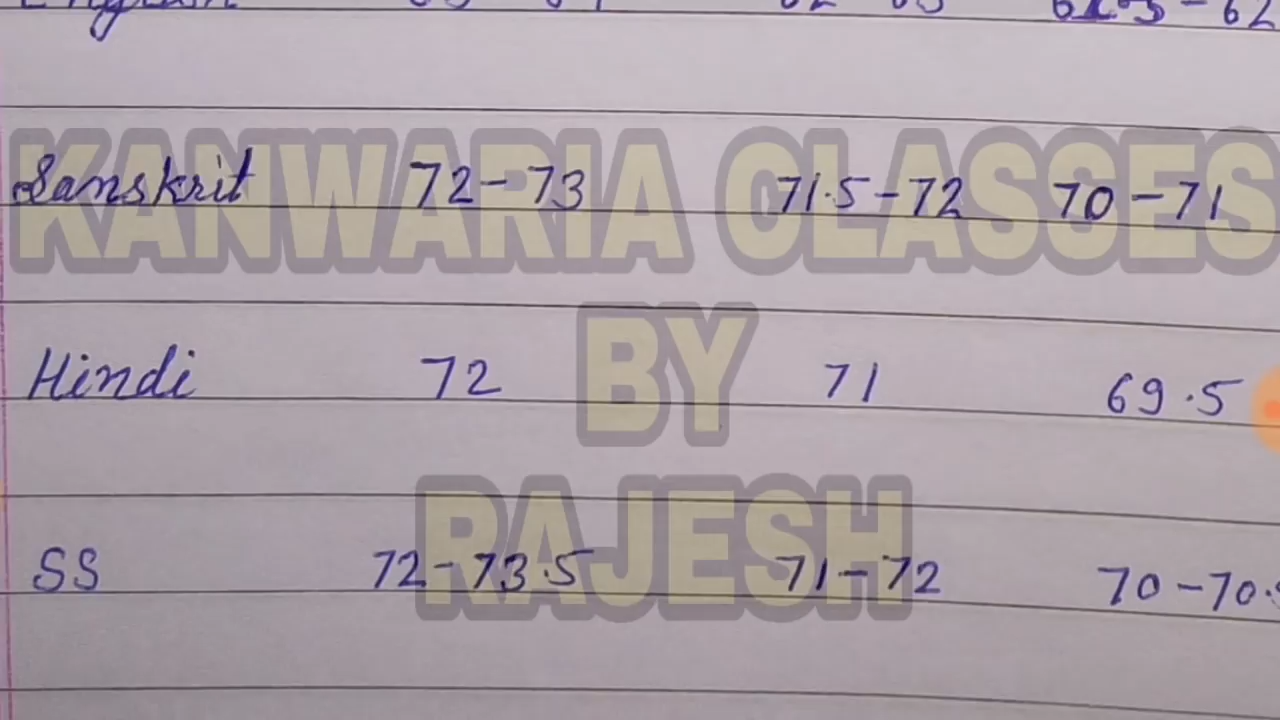 Sanskrit 72-73 71.5-72 70-71
Hindi 72 71 69.5
SS 72-73.5 71-72 70-70.
KANWARIA CLASSES
BY
RAJESH